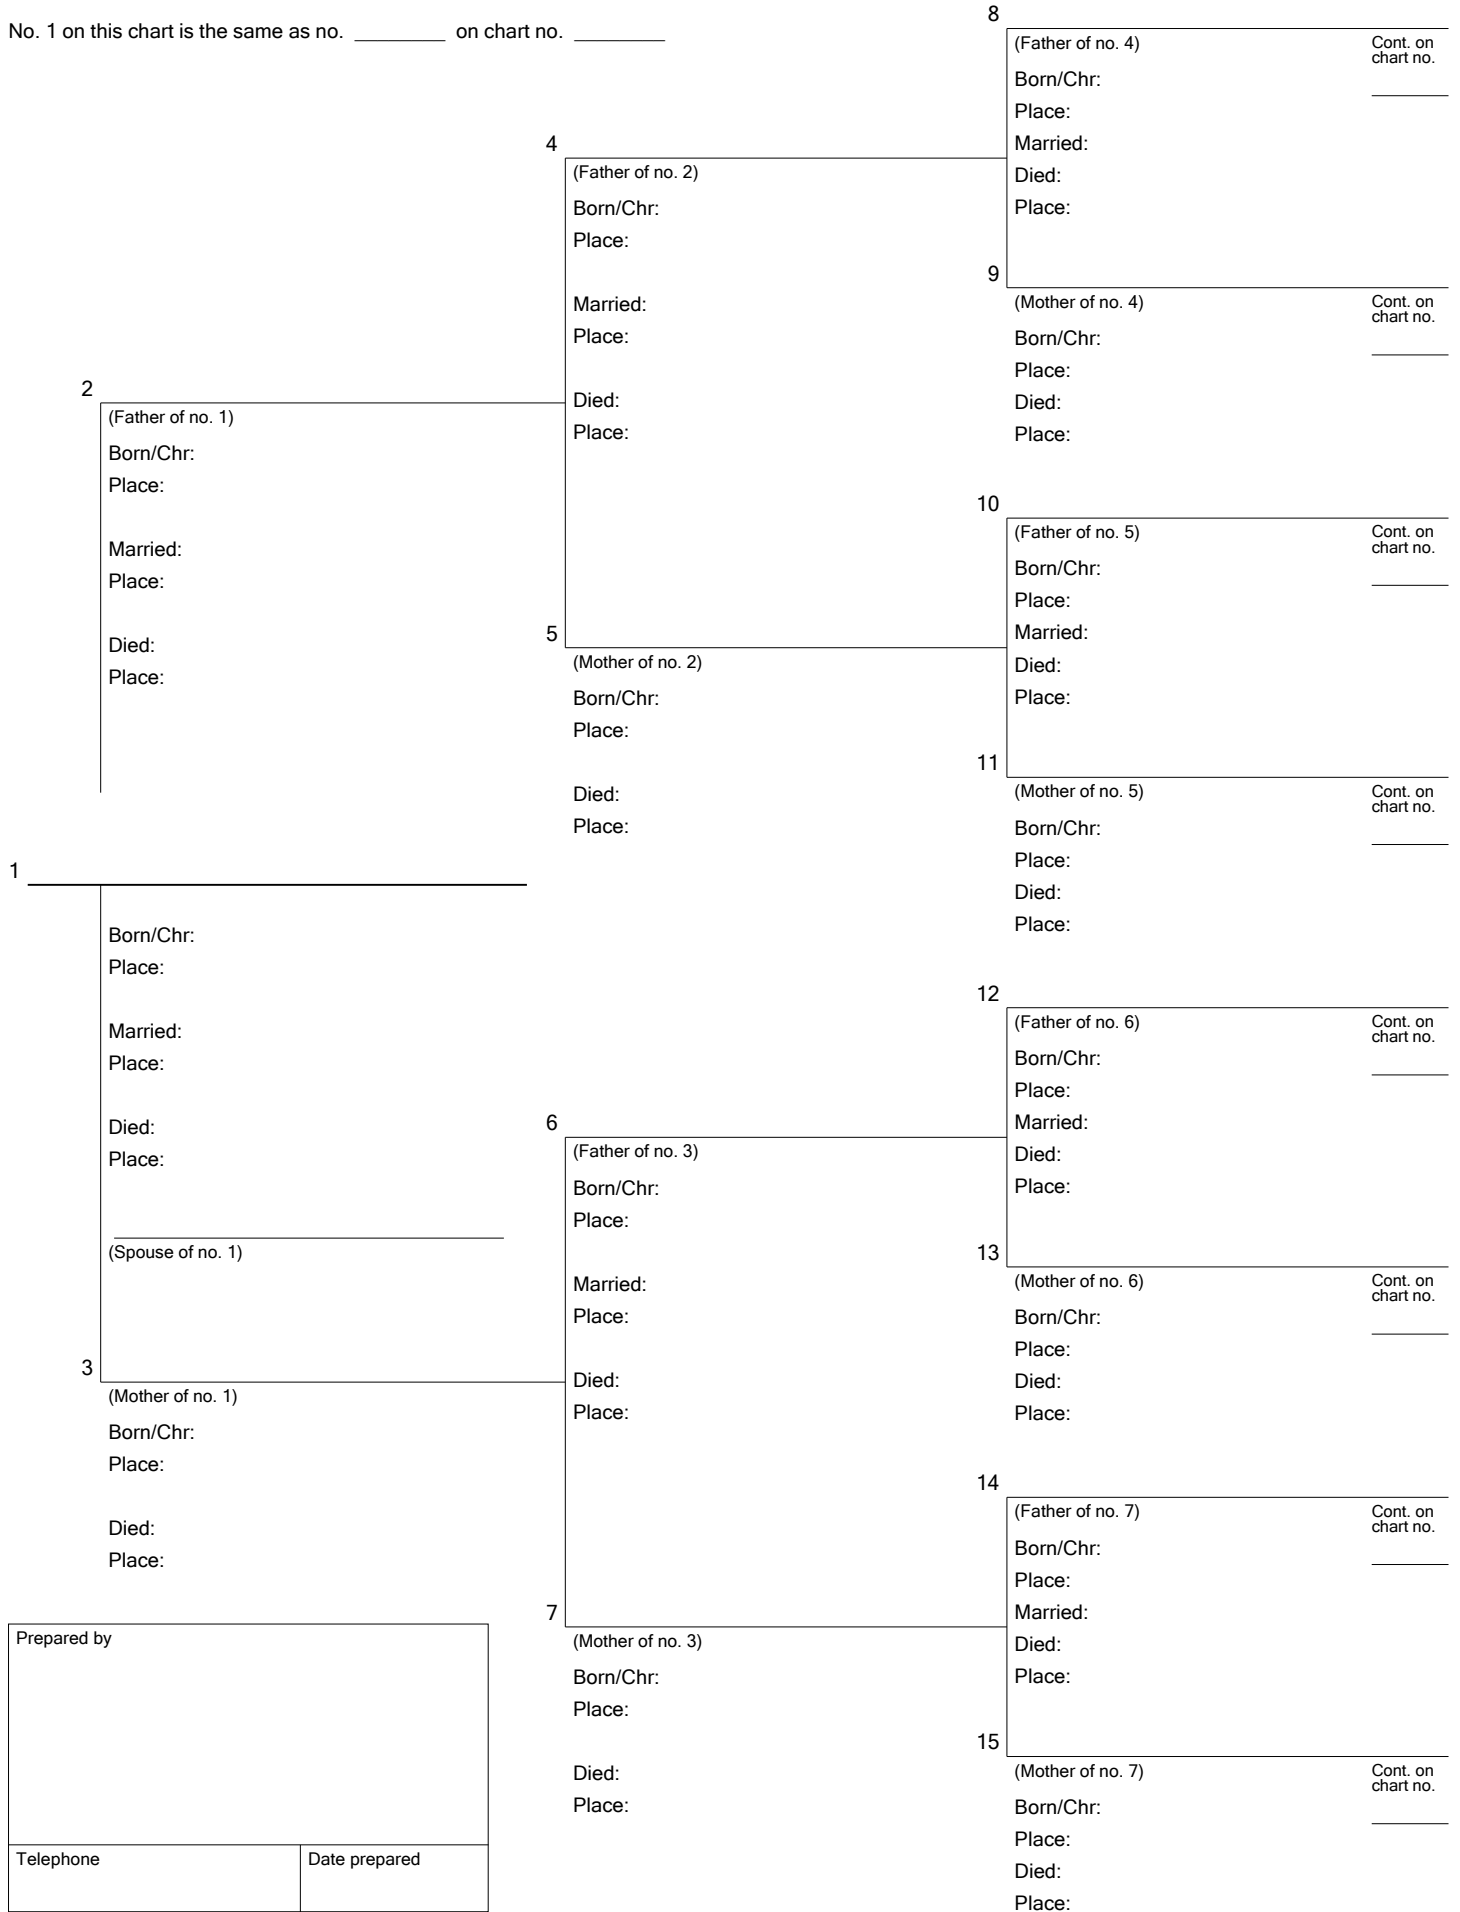 No. 1 on this chart is the same as no. _________ on chart no. _________
8
(Father of no. 4)
Cont. on
chart no.
Born/Chr:
Place:
Married:
Died:
Place:
4
(Father of no. 2)
Born/Chr:
Place:
Married:
Place:
Died:
Place:
9
(Mother of no. 4)
Cont. on
chart no.
Born/Chr:
Place:
Died:
Place:
2
(Father of no. 1)
Born/Chr:
Place:
Married:
Place:
Died:
Place:
10
(Father of no. 5)
Cont. on
chart no.
Born/Chr:
Place:
Married:
Died:
Place:
5
(Mother of no. 2)
Born/Chr:
Place:
Died:
Place:
11
(Mother of no. 5)
Cont. on
chart no.
Born/Chr:
Place:
Died:
Place:
1
Born/Chr:
Place:
Married:
Place:
Died:
Place:
(Spouse of no. 1)
12
(Father of no. 6)
Cont. on
chart no.
Born/Chr:
Place:
Married:
Died:
Place:
6
(Father of no. 3)
Born/Chr:
Place:
Married:
Place:
Died:
Place:
13
(Mother of no. 6)
Cont. on
chart no.
Born/Chr:
Place:
Died:
Place:
3
(Mother of no. 1)
Born/Chr:
Place:
Died:
Place:
14
(Father of no. 7)
Cont. on
chart no.
Born/Chr:
Place:
Married:
Died:
Place:
7
(Mother of no. 3)
Born/Chr:
Place:
Died:
Place:
15
(Mother of no. 7)
Cont. on
chart no.
Born/Chr:
Place:
Died:
Place:
Prepared by
Telephone
Date prepared